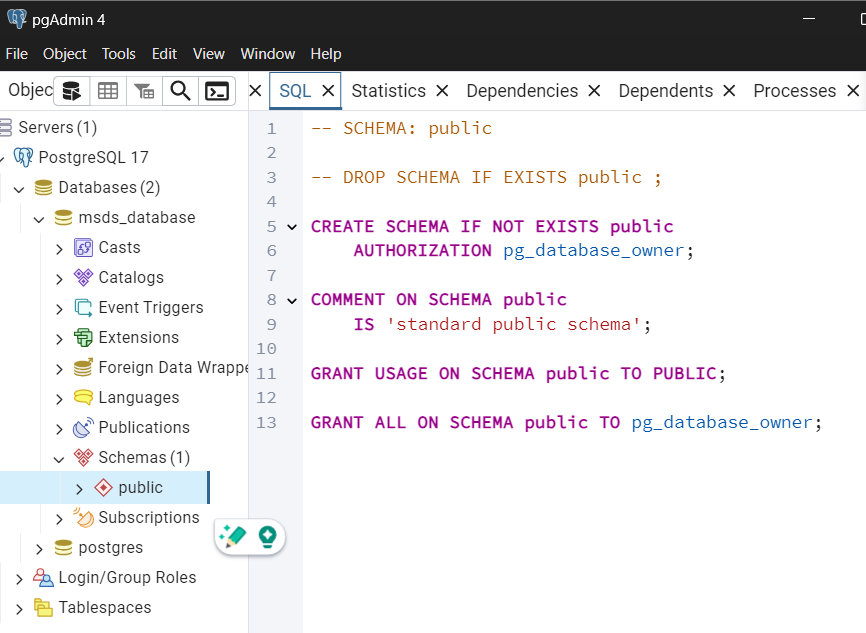 pgAdmin 4
File Object Tools Edit View Window Help
Objec
SQL Statistics Dependencies Dependents Processes
Servers (1)
PostgreSQL 17
Databases (2)
msds_database
Casts
Catalogs
Event Triggers
Extensions
Foreign Data Wrappe
Languages
Publications
Schemas (1)
public
Subscriptions
postgres
Login/Group Roles
Tablespaces
1 -- SCHEMA: public
2
3 -- DROP SCHEMA IF EXISTS public ;
4
5 CREATE SCHEMA IF NOT EXISTS public
6     AUTHORIZATION pg_database_owner;
7
8 COMMENT ON SCHEMA public
9     IS 'standard public schema';
10
11 GRANT USAGE ON SCHEMA public TO PUBLIC;
12
13 GRANT ALL ON SCHEMA public TO pg_database_owner;